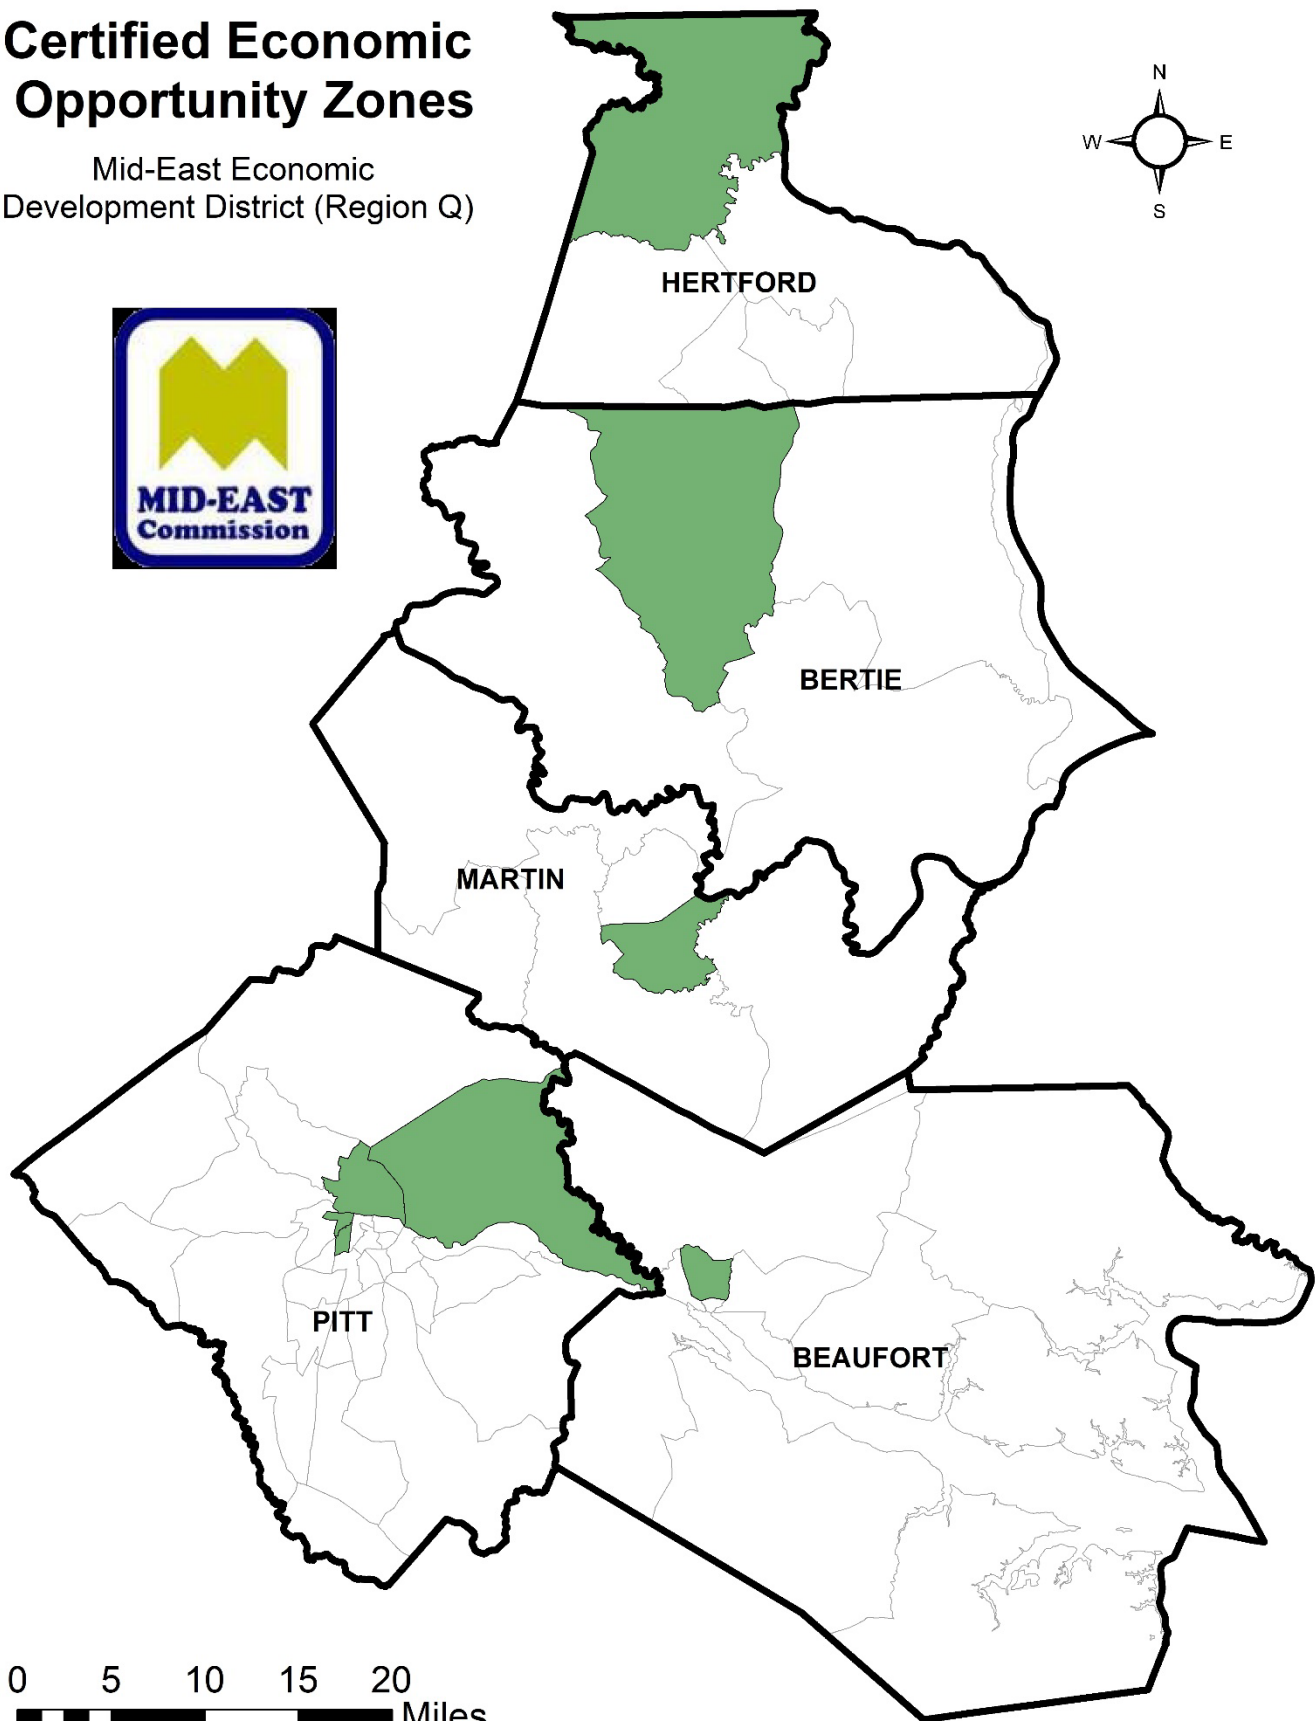 Certified Economic
Opportunity Zones
Mid-East Economic
Development District (Region Q)
N
W
E
S
MID-EAST
Commission
HERTFORD
BERTIE
MARTIN
PITT
BEAUFORT
0 5 10 15 20
Miles